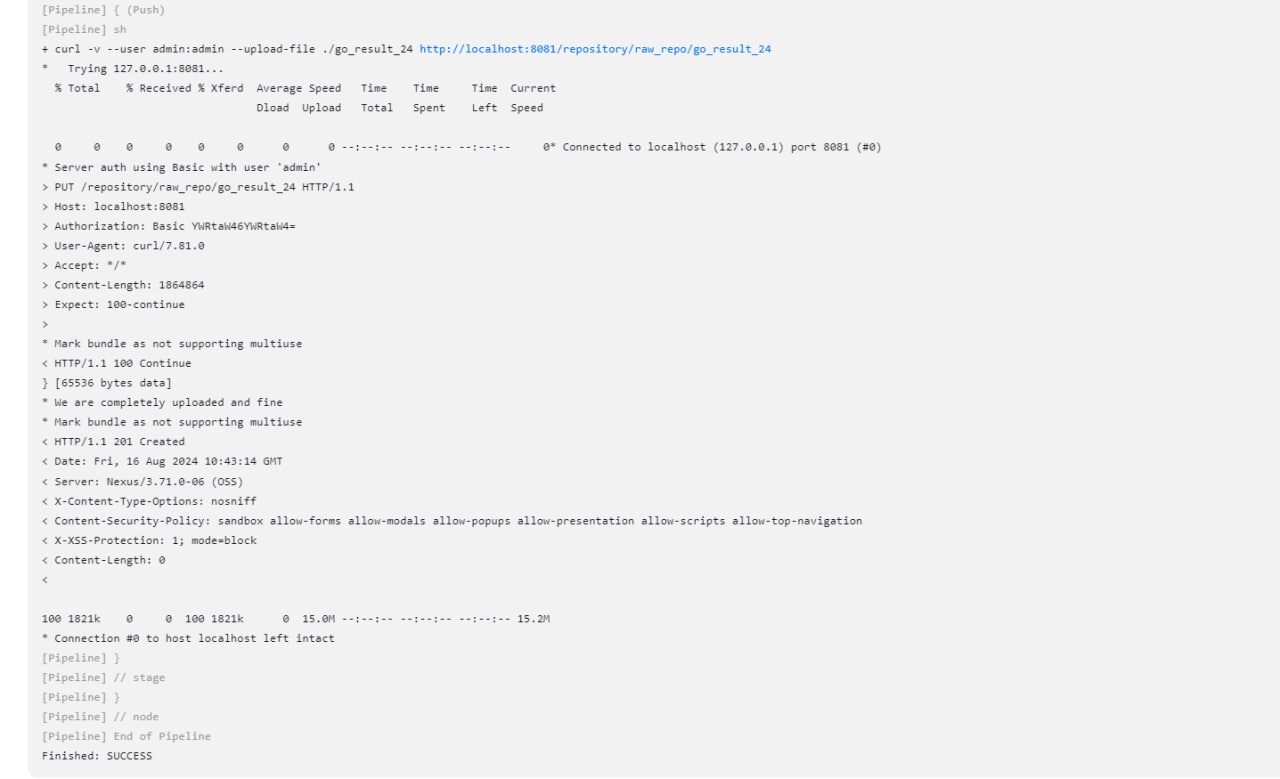 [Pipeline] { (Push)
[Pipeline] sh
+ curl -v --user admin:admin --upload-file ./go_result_24 http://localhost:8081/repository/raw_repo/go_result_24
*   Trying 127.0.0.1:8081...
  % Total    % Received % Xferd  Average Speed   Time    Time     Time  Current
                                 Dload  Upload   Total   Spent    Left  Speed
  0     0    0     0    0     0      0      0 --:--:-- --:--:-- --:--:--     0* Connected to localhost (127.0.0.1) port 8081 (#0)
* Server auth using Basic with user 'admin'
> PUT /repository/raw_repo/go_result_24 HTTP/1.1
> Host: localhost:8081
> Authorization: Basic YWRtaW46YWRtaW4=
> User-Agent: curl/7.81.0
> Accept: */*
> Content-Length: 1864864
> Expect: 100-continue
>
* Mark bundle as not supporting multiuse
< HTTP/1.1 100 Continue
} [65536 bytes data]
* We are completely uploaded and fine
* Mark bundle as not supporting multiuse
< HTTP/1.1 201 Created
< Date: Fri, 16 Aug 2024 10:43:14 GMT
< Server: Nexus/3.71.0-06 (OSS)
< X-Content-Type-Options: nosniff
< Content-Security-Policy: sandbox allow-forms allow-modals allow-popups allow-presentation allow-scripts allow-top-navigation
< X-XSS-Protection: 1; mode=block
< Content-Length: 0
<
100 1821k    0     0  100 1821k      0  15.0M --:--:-- --:--:-- --:--:-- 15.2M
* Connection #0 to host localhost left intact
[Pipeline] }
[Pipeline] // stage
[Pipeline] }
[Pipeline] // node
[Pipeline] End of Pipeline
Finished: SUCCESS